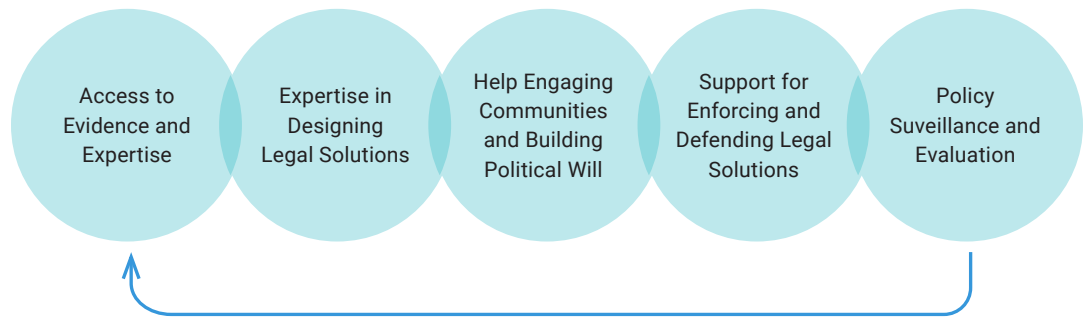 Access to
Evidence and
Expertise
Expertise in
Designing
Legal Solutions
Help Engaging
Communities
and Building
Political Will
Support for
Enforcing and
Defending Legal
Solutions
Policy
Suveillance and
Evaluation